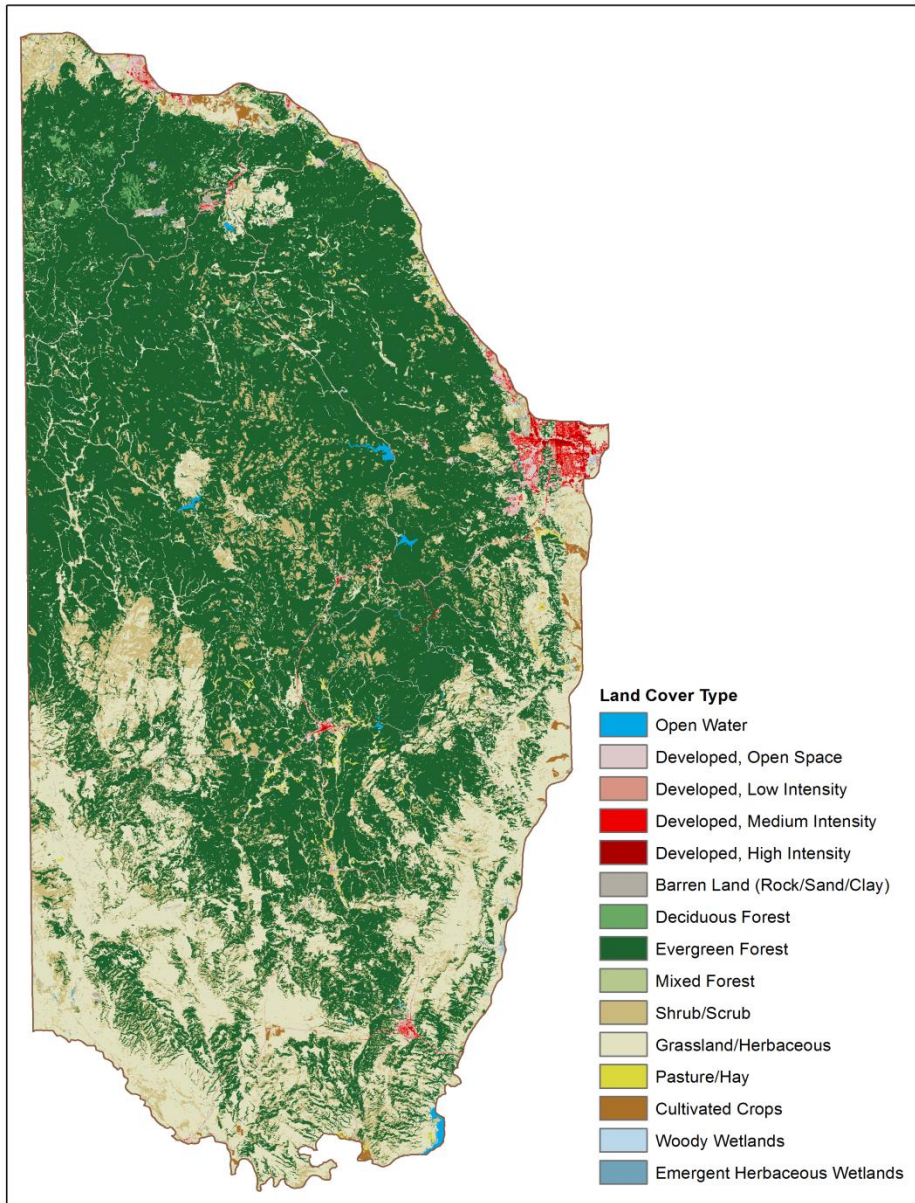 Land Cover Type
Open Water
Developed, Open Space
Developed, Low Intensity
Developed, Medium Intensity
Developed, High Intensity
Barren Land (Rock/Sand/Clay)
Deciduous Forest
Evergreen Forest
Mixed Forest
Shrub/Scrub
Grassland/Herbaceous
Pasture/Hay
Cultivated Crops
Woody Wetlands
Emergent Herbaceous Wetlands